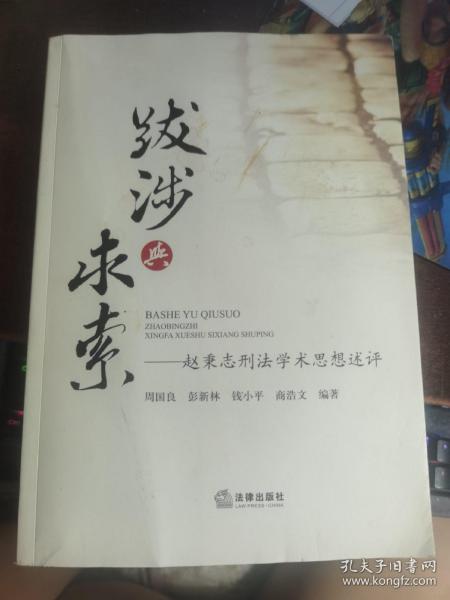 跋涉
與
求索
BASHE YU QIUSUO
ZHAOBINGZHI
XINGFA XUESHU SIXIANG SHUPING
——赵秉志刑法学术思想述评
周国良 彭新林 钱小平 商浩文 编著
法律出版社
LAW PRESS·CHINA
孔夫子旧书网
www.kongfz.com